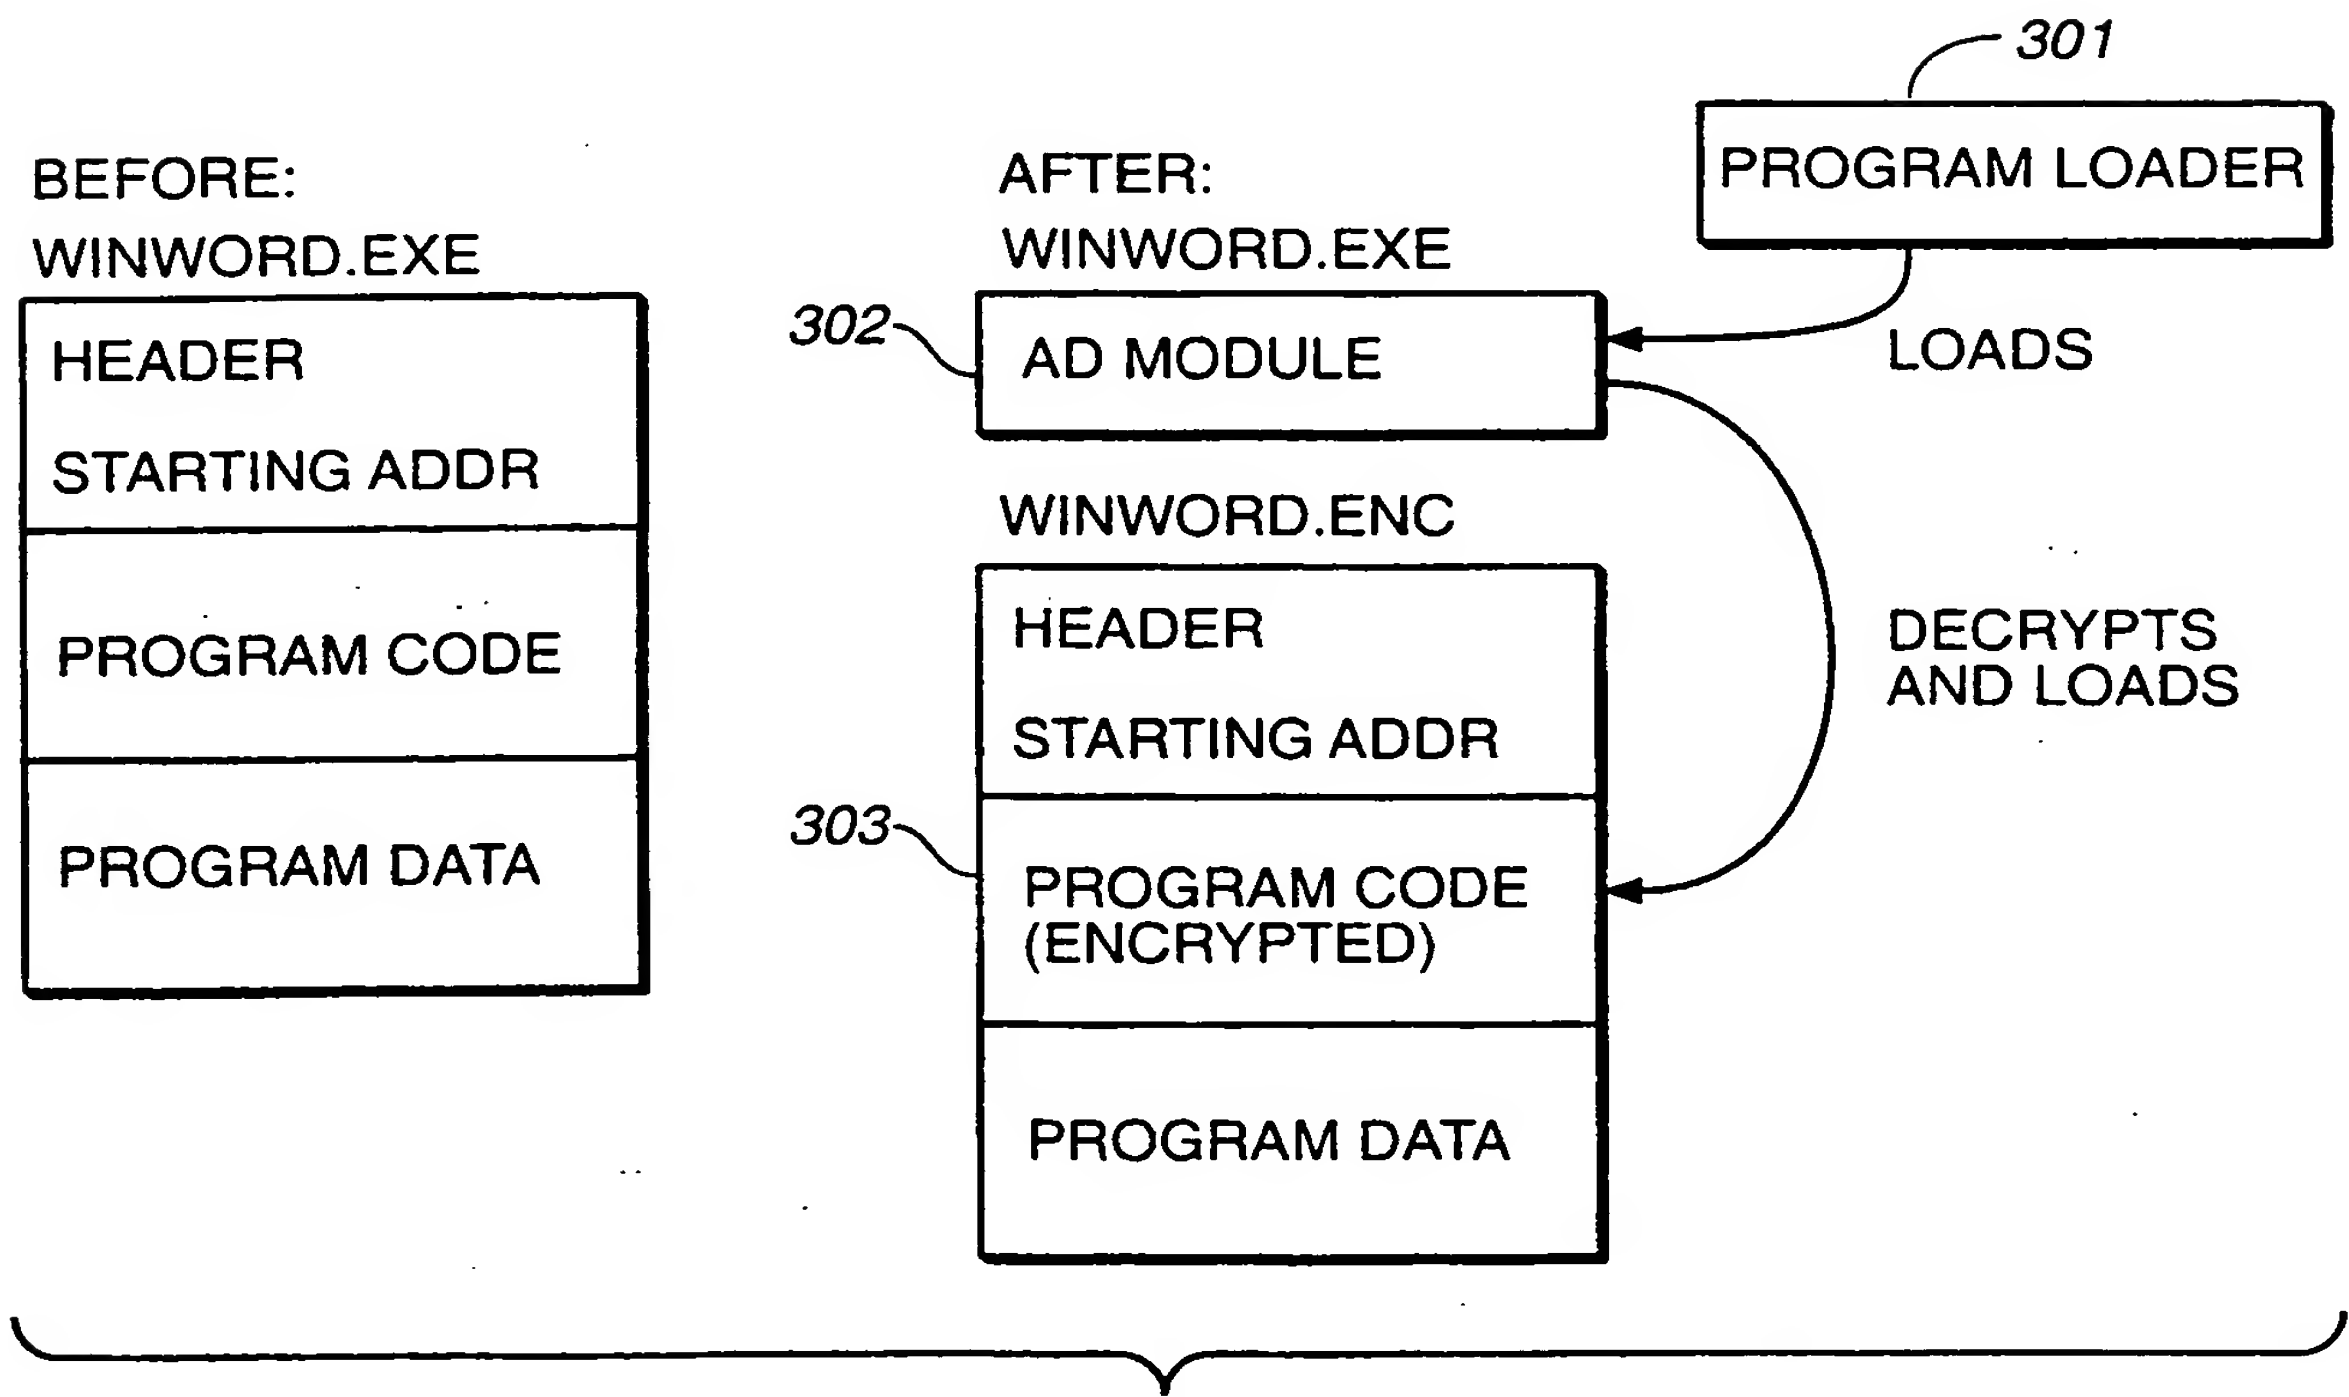 BEFORE:
WINWORD.EXE
HEADER
STARTING ADDR
PROGRAM CODE
PROGRAM DATA
AFTER:
WINWORD.EXE
302
AD MODULE
WINWORD.ENC
HEADER
STARTING ADDR
303
PROGRAM CODE
(ENCRYPTED)
PROGRAM DATA
301
PROGRAM LOADER
LOADS
DECRYPTS
AND LOADS